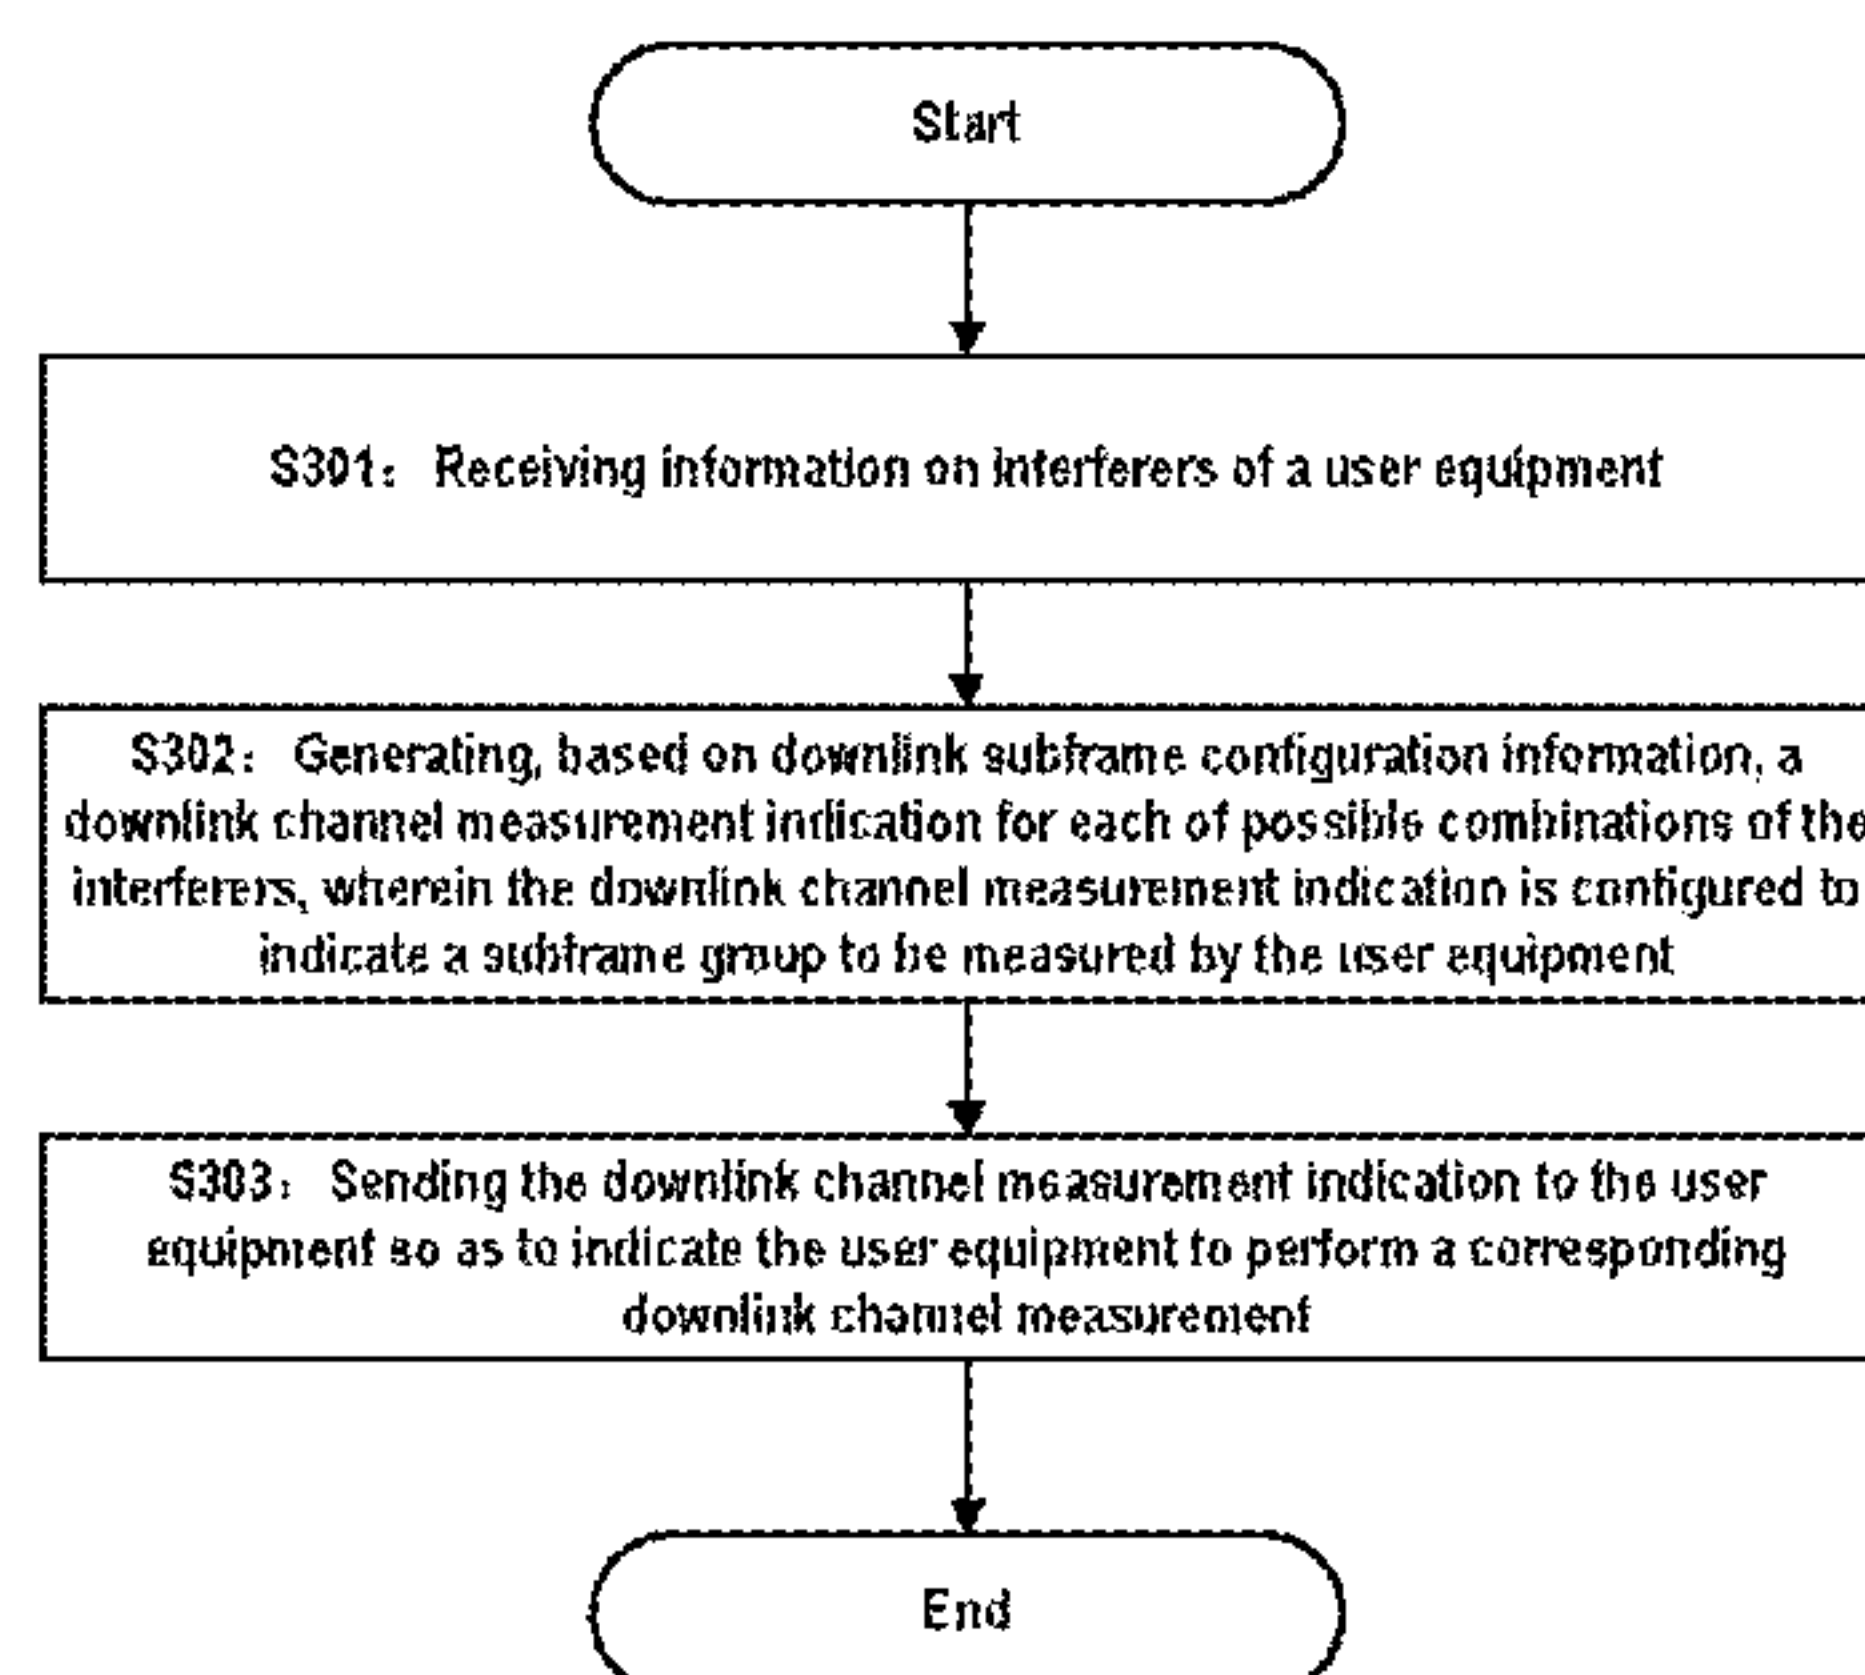 Start
S301: Receiving information on interferers of a user equipment
S302: Generating, based on downlink subframe configuration information, a
downlink channel measurement indication for each of possible combinations of the
interferers, wherein the downlink channel measurement indication is configured to
indicate a subframe group to be measured by the user equipment
S303: Sending the downlink channel measurement indication to the user
equipment so as to indicate the user equipment to perform a corresponding
downlink channel measurement
End